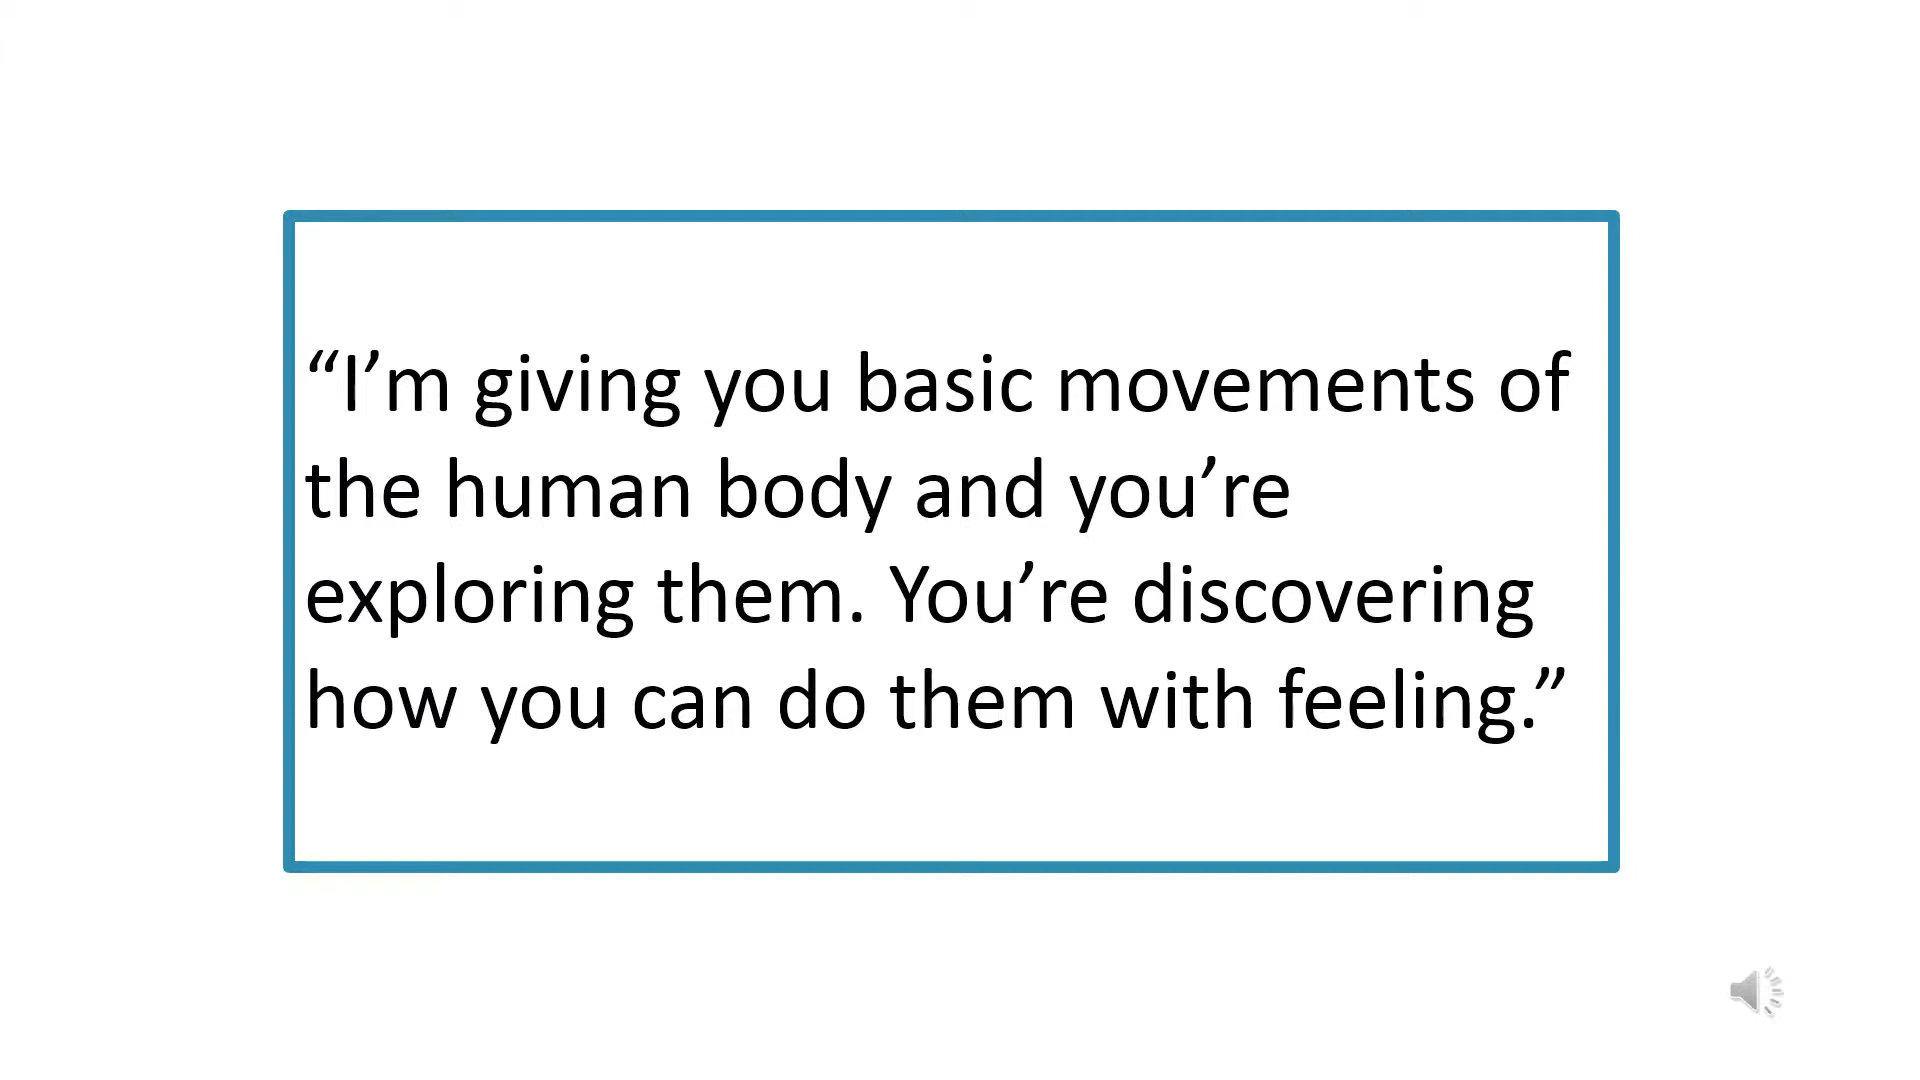 “I’m giving you basic movements of
the human body and you’re
exploring them. You’re discovering
how you can do them with feeling.”